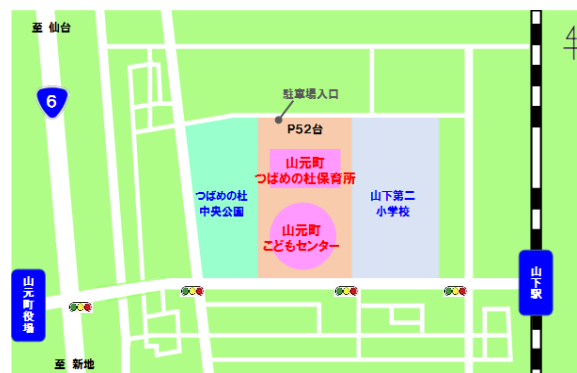 至 仙台
6
駐車場入口
P52台
山元町
つばめの杜保育所
つばめの杜
中央公園
山下第二
小学校
山元町
こどもセンター
山下駅
山元町役場
至 新地